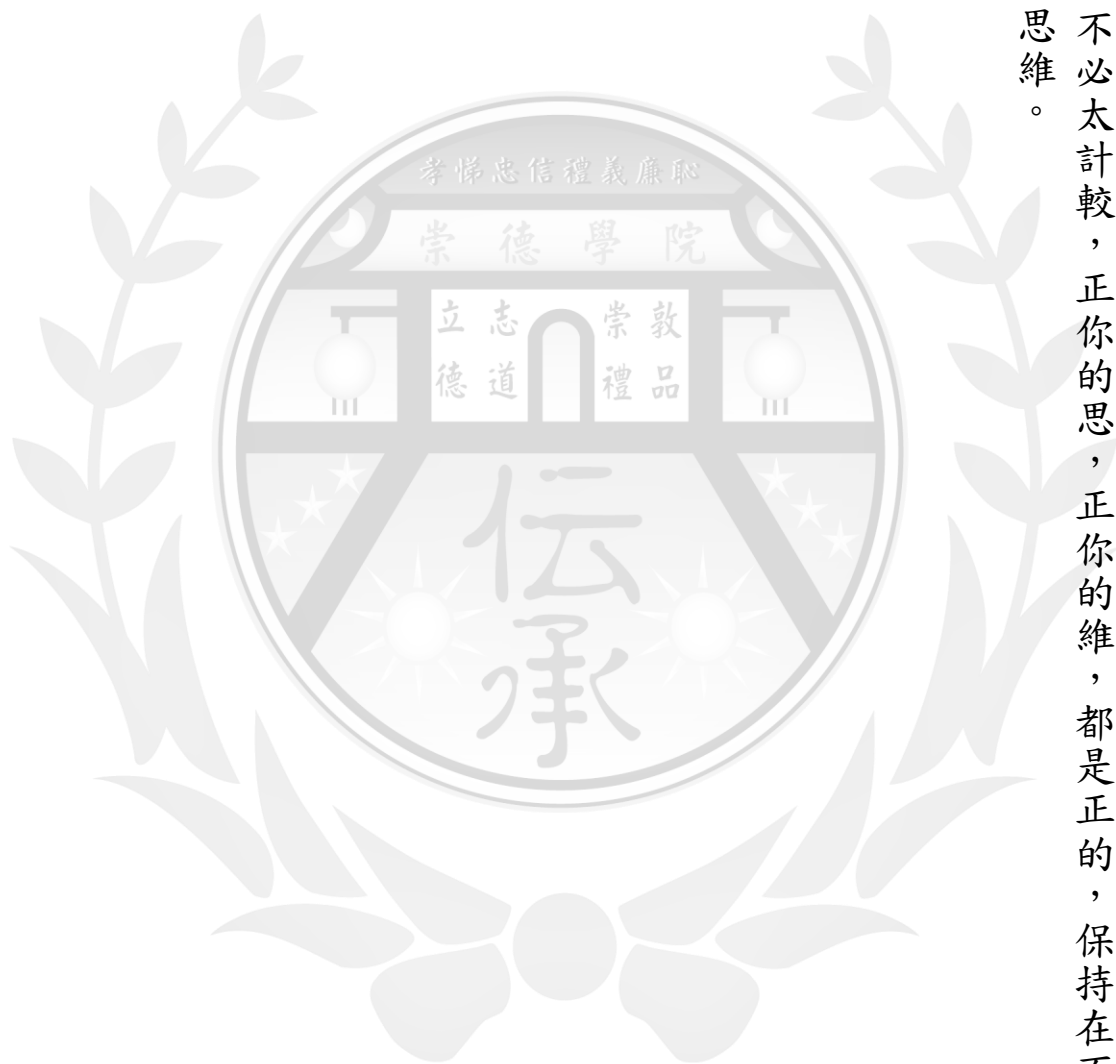 不必太計較，正你的思，正你的維，都是正的，保持在
思維。
孝悌忠信禮義廉恥
崇德學院
立志 崇敦
德道 禮品
伝承